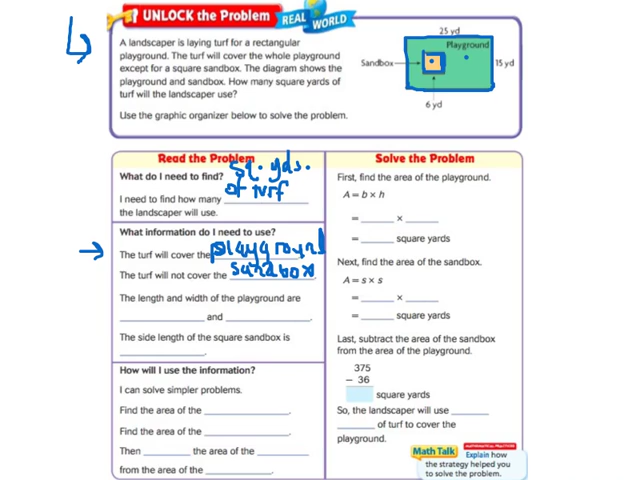 UNLOCK the Problem REAL WORLD
A landscaper is laying turf for a rectangular
playground. The turf will cover the whole playground
except for a square sandbox. The diagram shows the
playground and sandbox. How many square yards of
turf will the landscaper use?
Use the graphic organizer below to solve the problem.
25 yd
Playground
Sandbox
15 yd
6 yd
Read the Problem
What do I need to find?
sq. yds.
of turf
I need to find how many
the landscaper will use.
What information do I need to use?
The turf will cover the playground.
The turf will not cover the sandbox.
The length and width of the playground are
and .
The side length of the square sandbox is
.
How will I use the information?
I can solve simpler problems.
Find the area of the .
Find the area of the .
Then the area of the
from the area of the .
Solve the Problem
First, find the area of the playground.
A = b × h
= ×
= square yards
Next, find the area of the sandbox.
A = s × s
= ×
= square yards
Last, subtract the area of the sandbox
from the area of the playground.
375
− 36
square yards
So, the landscaper will use
of turf to cover the
playground.
Math Talk
MATHEMATICAL PRACTICES
Explain how
the strategy helped you
to solve the problem.